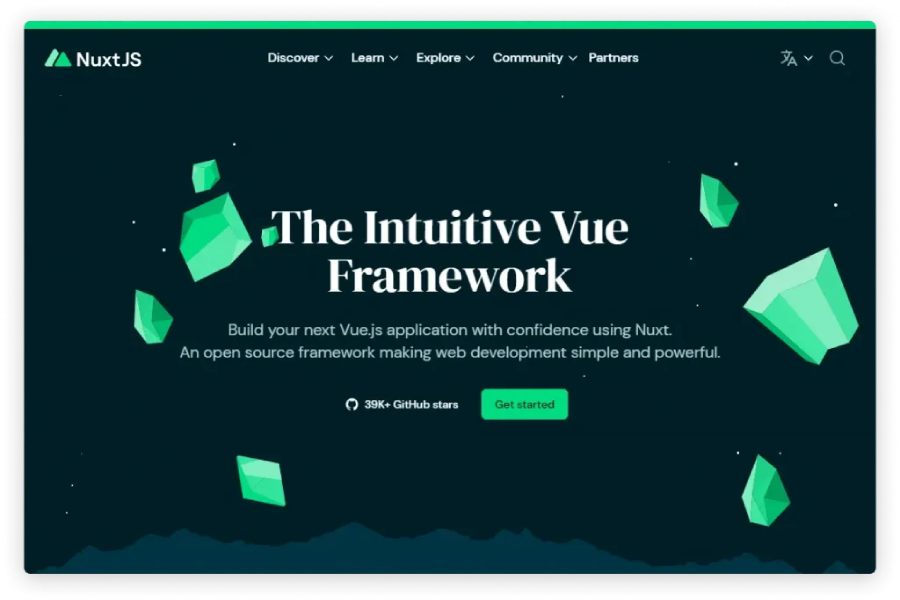 NuxtJS
Discover
Learn
Explore
Community
Partners
The Intuitive Vue
Framework
Build your next Vue.js application with confidence using Nuxt.
An open source framework making web development simple and powerful.
39K+ GitHub stars
Get started